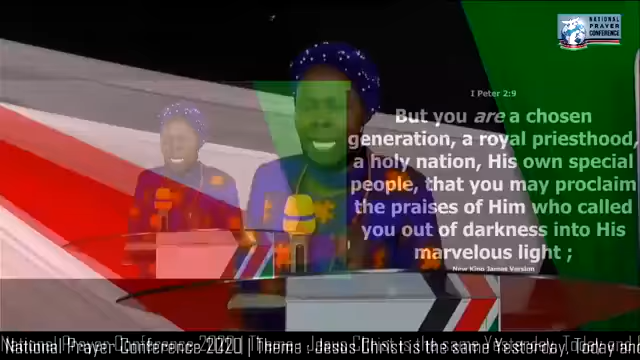 NATIONAL
PRAYER
CONFERENCE
I Peter 2:9
But you are a chosen
generation, a royal priesthood,
a holy nation, His own special
people, that you may proclaim
the praises of Him who called
you out of darkness into His
marvelous light ;
New King James Version
National Prayer Conference 2020 | Theme : Jesus Christ is the same Yesterday, Today and